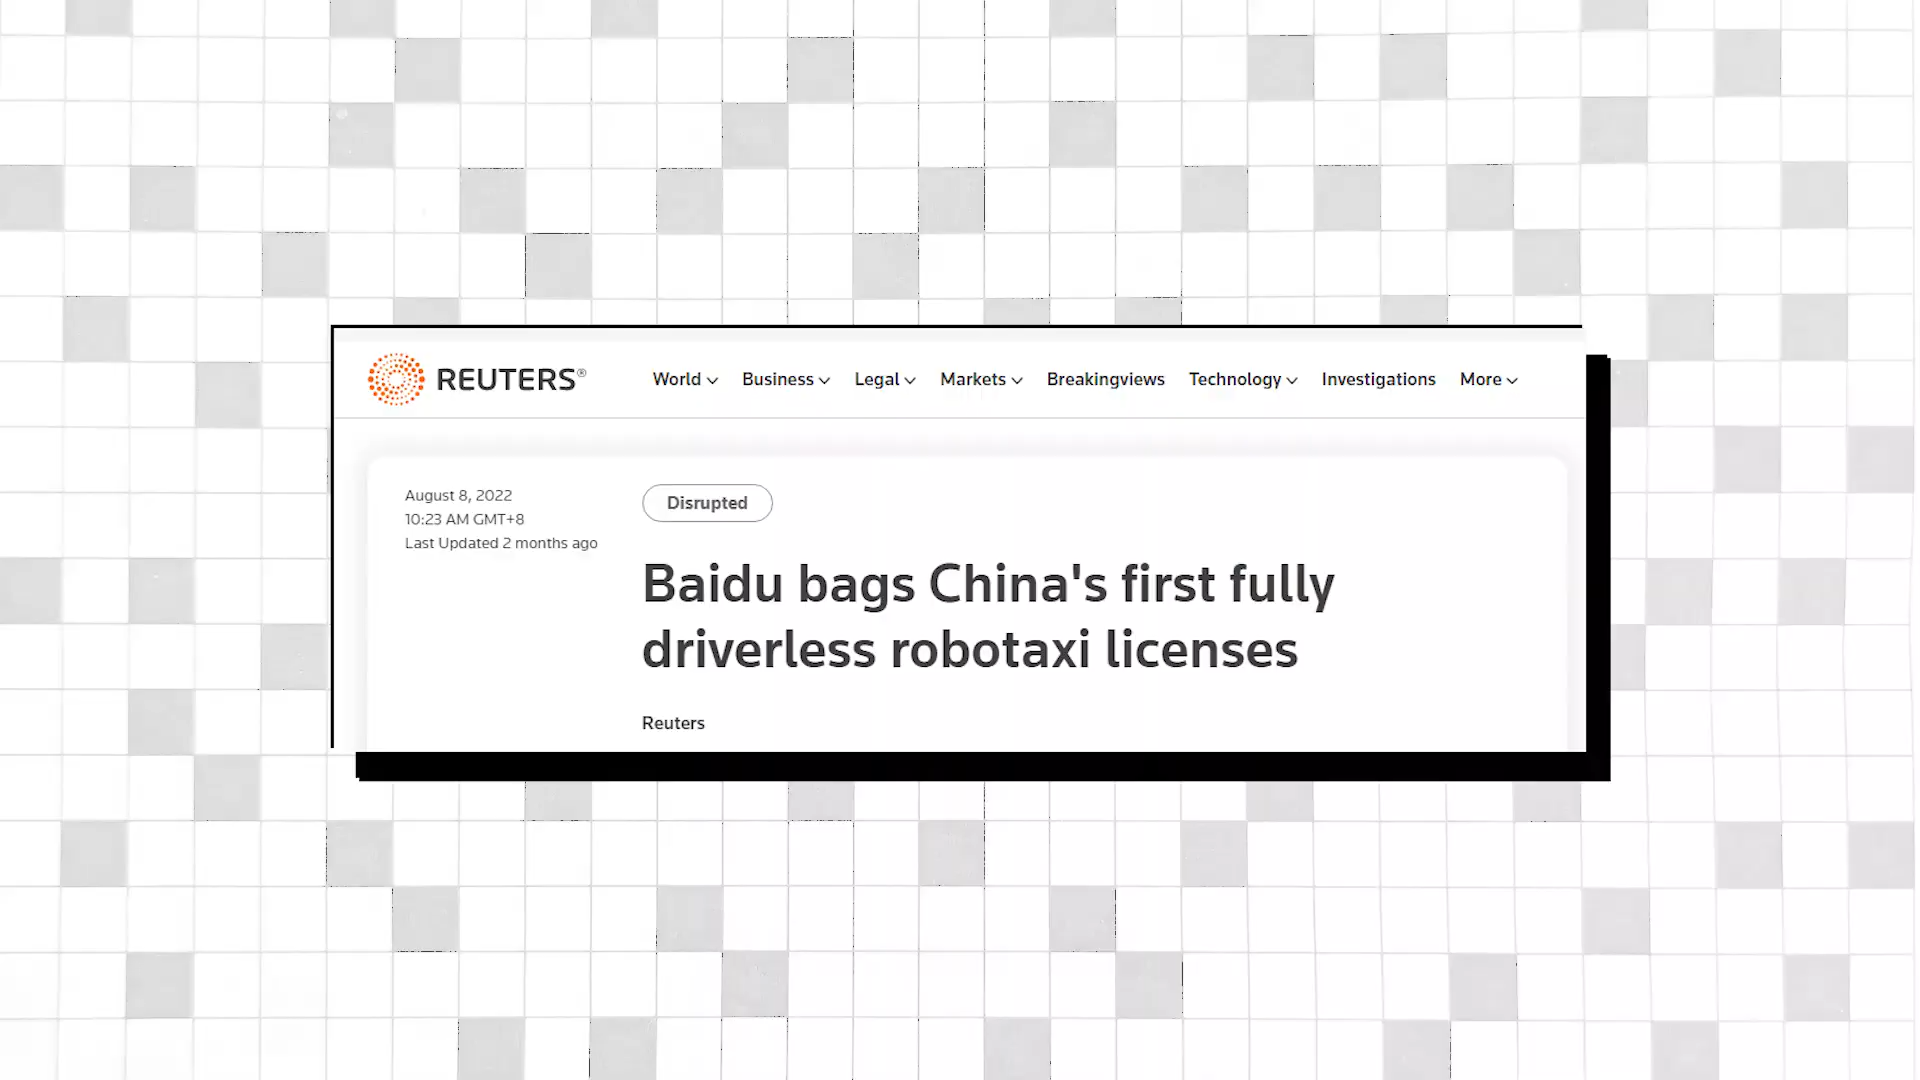 REUTERS®
World Business Legal Markets Breakingviews Technology Investigations More
August 8, 2022
10:23 AM GMT+8
Last Updated 2 months ago
Disrupted
Baidu bags China's first fully
driverless robotaxi licenses
Reuters